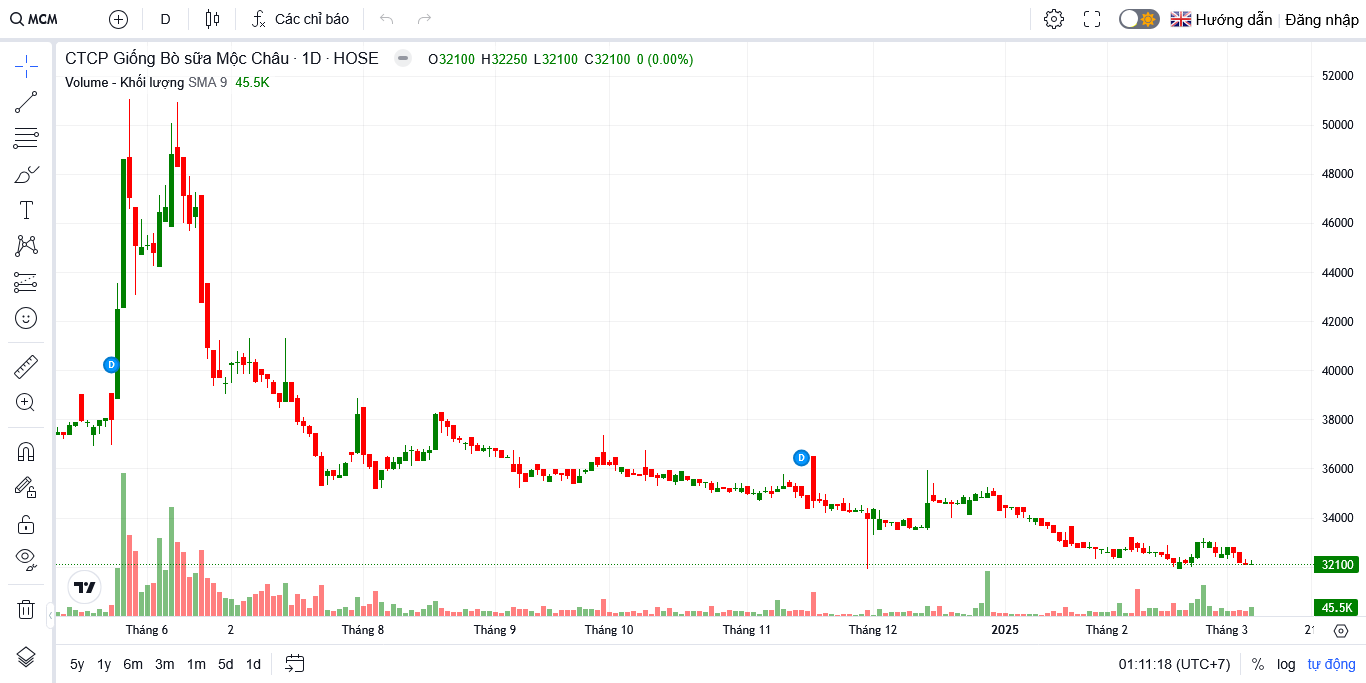 MCM D Các chỉ báo Hướng dẫn Đăng nhập
CTCP Giống Bò sữa Mộc Châu · 1D · HOSE O32100 H32250 L32100 C32100 0 (0.00%)
Volume - Khối lượng SMA 9 45.5K
52000
50000
48000
46000
44000
42000
40000
38000
36000
34000
32100
45.5K
D
D
Tháng 6 2 Tháng 8 Tháng 9 Tháng 10 Tháng 11 Tháng 12 2025 Tháng 2 Tháng 3
5y 1y 6m 3m 1m 5d 1d 01:11:18 (UTC+7) % log tự động